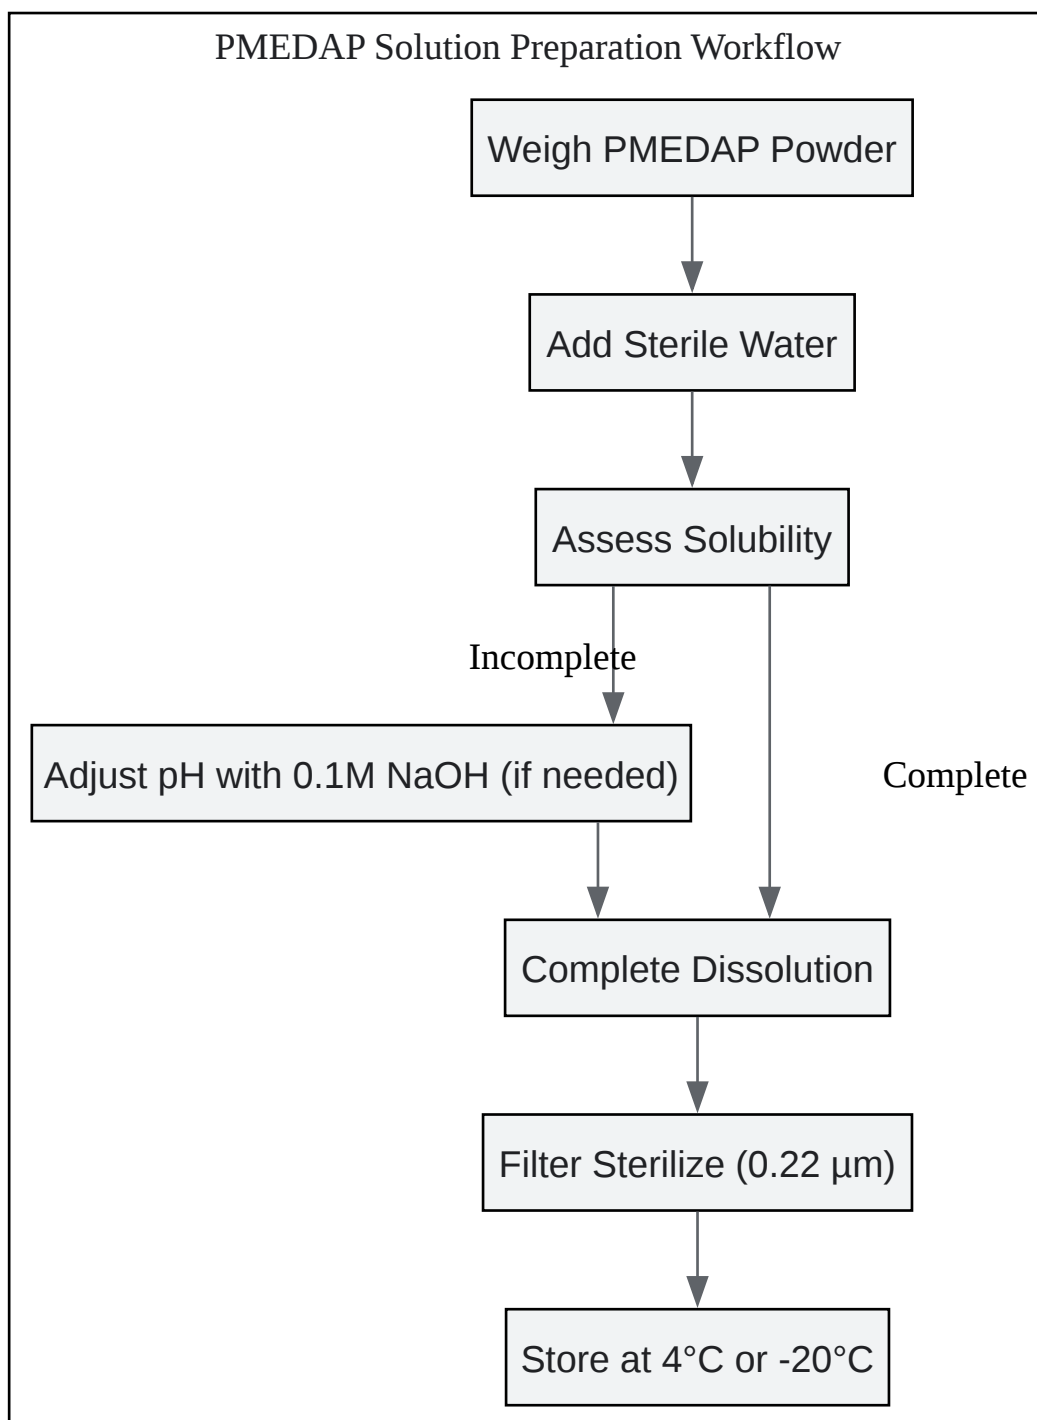 PMEDAP Solution Preparation Workflow
Weigh PMEDAP Powder
Add Sterile Water
Assess Solubility
Incomplete
Adjust pH with 0.1M NaOH (if needed)
Complete
Complete Dissolution
Filter Sterilize (0.22 µm)
Store at 4°C or -20°C